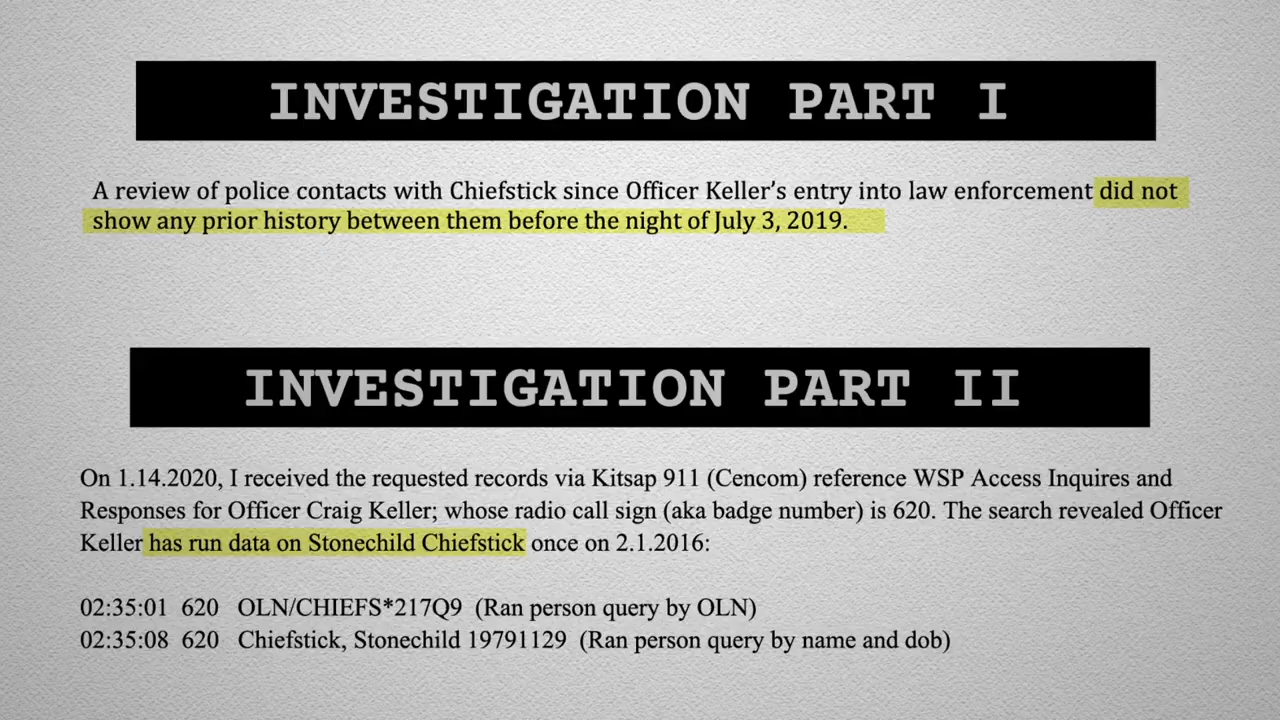 INVESTIGATION PART I
A review of police contacts with Chiefstick since Officer Keller’s entry into law enforcement did not
show any prior history between them before the night of July 3, 2019.
INVESTIGATION PART II
On 1.14.2020, I received the requested records via Kitsap 911 (Cencom) reference WSP Access Inquires and
Responses for Officer Craig Keller; whose radio call sign (aka badge number) is 620. The search revealed Officer
Keller has run data on Stonechild Chiefstick once on 2.1.2016:
02:35:01 620 OLN/CHIEFS*217Q9 (Ran person query by OLN)
02:35:08 620 Chiefstick, Stonechild 19791129 (Ran person query by name and dob)